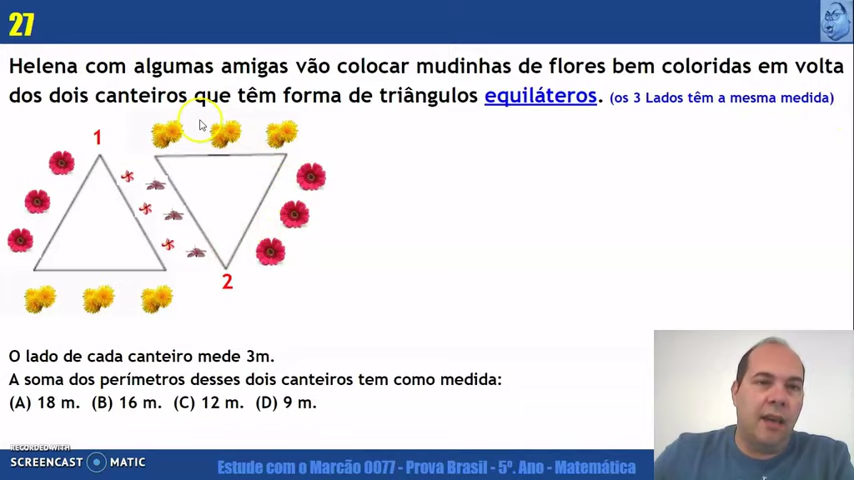 27
Helena com algumas amigas vão colocar mudinhas de flores bem coloridas em volta
dos dois canteiros que têm forma de triângulos equiláteros. (os 3 Lados têm a mesma medida)
1
2
O lado de cada canteiro mede 3m.
A soma dos perímetros desses dois canteiros tem como medida:
(A) 18 m. (B) 16 m. (C) 12 m. (D) 9 m.
RECORDED WITH
SCREENCAST MATIC
Estude com o Marcão 0077 - Prova Brasil - 5º. Ano - Matemática